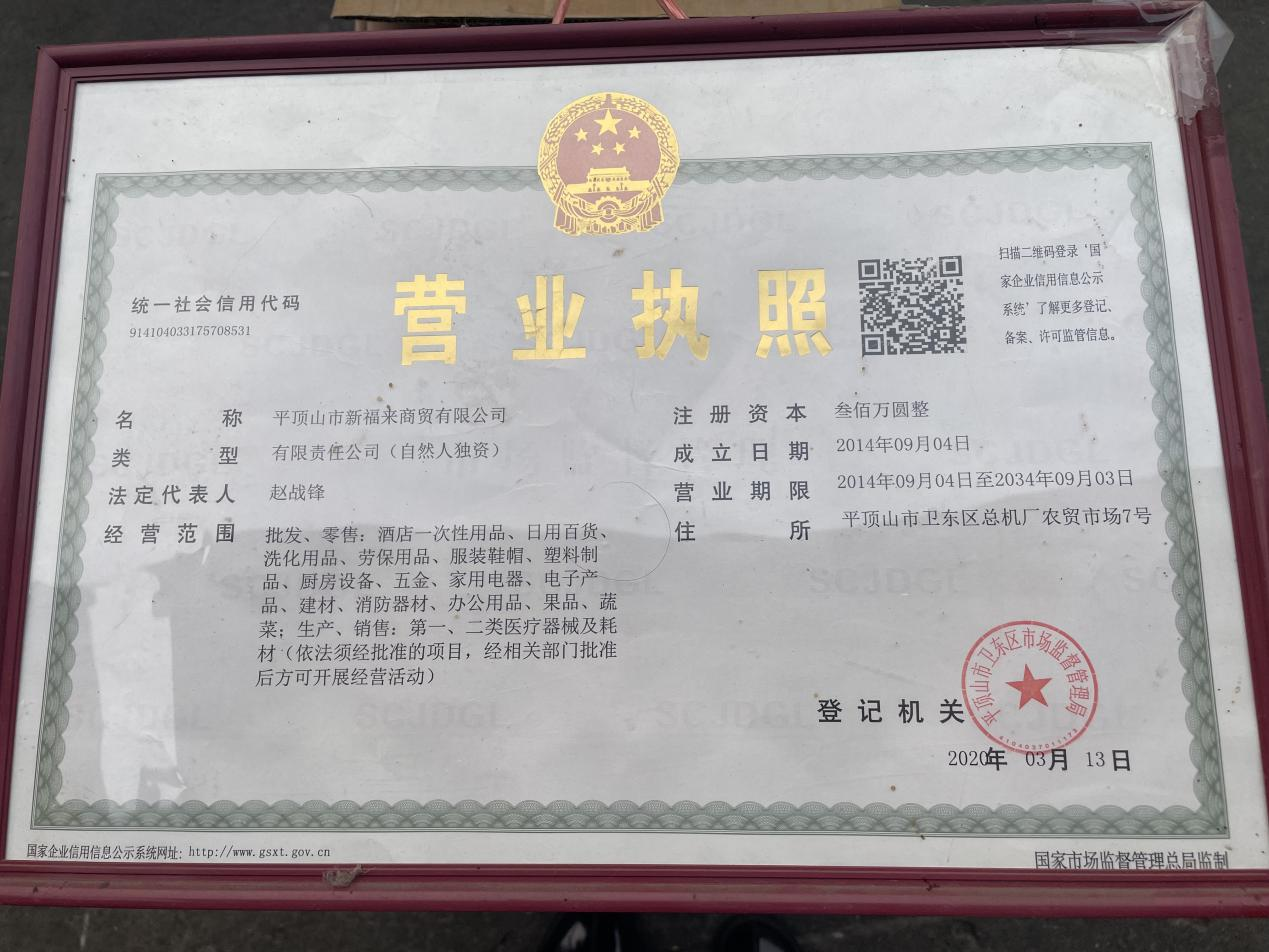 营业执照
统一社会信用代码
914104033175708531
扫描二维码登录‘国
家企业信用信息公示
系统’了解更多登记、
备案、许可监管信息。
名称 平顶山市新福来商贸有限公司
类型 有限责任公司（自然人独资）
法定代表人 赵战锋
经营范围 批发、零售：酒店一次性用品、日用百货、
洗化用品、劳保用品、服装鞋帽、塑料制
品、厨房设备、五金、家用电器、电子产
品、建材、消防器材、办公用品、果品、蔬
菜；生产、销售：第一、二类医疗器械及耗
材（依法须经批准的项目，经相关部门批准
后方可开展经营活动）
注册资本 叁佰万圆整
成立日期 2014年09月04日
营业期限 2014年09月04日至2034年09月03日
住所 平顶山市卫东区总机厂农贸市场7号
登记机关
平顶山市卫东区市场监督管理局
4104037011173
2020年 03月 13日
国家企业信用信息公示系统网址：http://www.gsxt.gov.cn
国家市场监督管理总局监制
SCJDGL